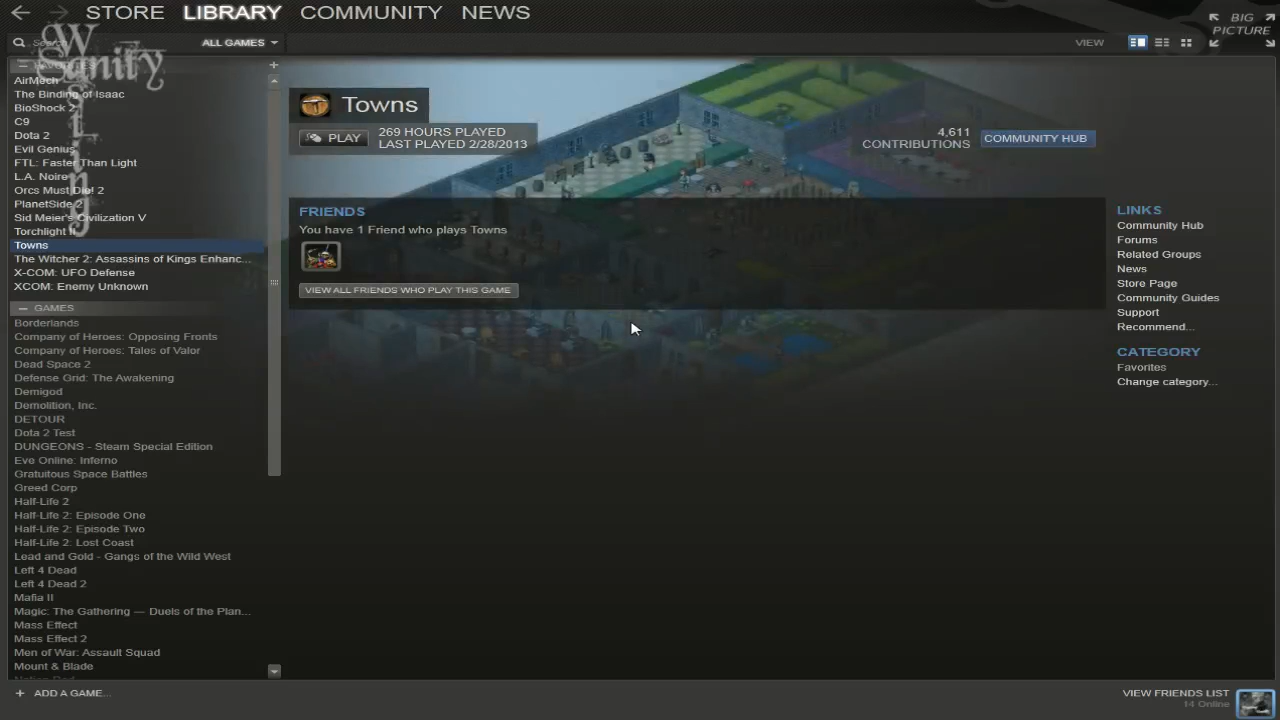 STORE LIBRARY COMMUNITY NEWS
BIG
PICTURE
ALL GAMES
VIEW
Wasting
Sanity
AirMech
The Binding of Isaac
BioShock 2
C9
Dota 2
Evil Genius
FTL: Faster Than Light
L.A. Noire
Orcs Must Die! 2
PlanetSide 2
Sid Meier's Civilization V
Torchlight II
Towns
The Witcher 2: Assassins of Kings Enhanc...
X-COM: UFO Defense
XCOM: Enemy Unknown
GAMES
Borderlands
Company of Heroes: Opposing Fronts
Company of Heroes: Tales of Valor
Dead Space 2
Defense Grid: The Awakening
Demigod
Demolition, Inc.
DETOUR
Dota 2 Test
DUNGEONS - Steam Special Edition
Eve Online: Inferno
Gratuitous Space Battles
Greed Corp
Half-Life 2
Half-Life 2: Episode One
Half-Life 2: Episode Two
Half-Life 2: Lost Coast
Lead and Gold - Gangs of the Wild West
Left 4 Dead
Left 4 Dead 2
Mafia II
Magic: The Gathering — Duels of the Plan...
Mass Effect
Mass Effect 2
Men of War: Assault Squad
Mount & Blade
+ ADD A GAME...
Towns
PLAY
269 HOURS PLAYED
LAST PLAYED 2/28/2013
4,611
CONTRIBUTIONS
COMMUNITY HUB
FRIENDS
You have 1 Friend who plays Towns
VIEW ALL FRIENDS WHO PLAY THIS GAME
LINKS
Community Hub
Forums
Related Groups
News
Store Page
Community Guides
Support
Recommend...
CATEGORY
Favorites
Change category...
VIEW FRIENDS LIST
14 Online